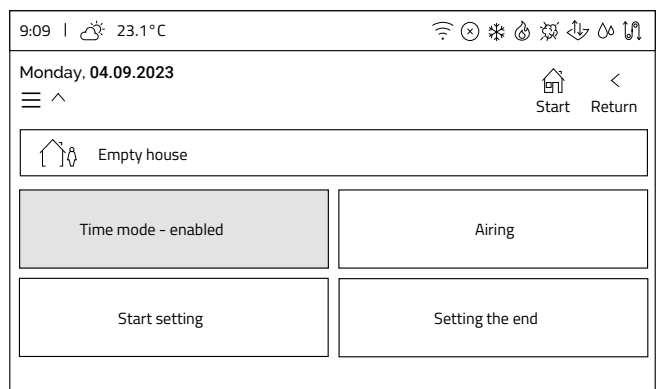 9:09 | 23.1°C
Monday, 04.09.2023
Start Return
Empty house
Time mode - enabled Airing
Start setting Setting the end